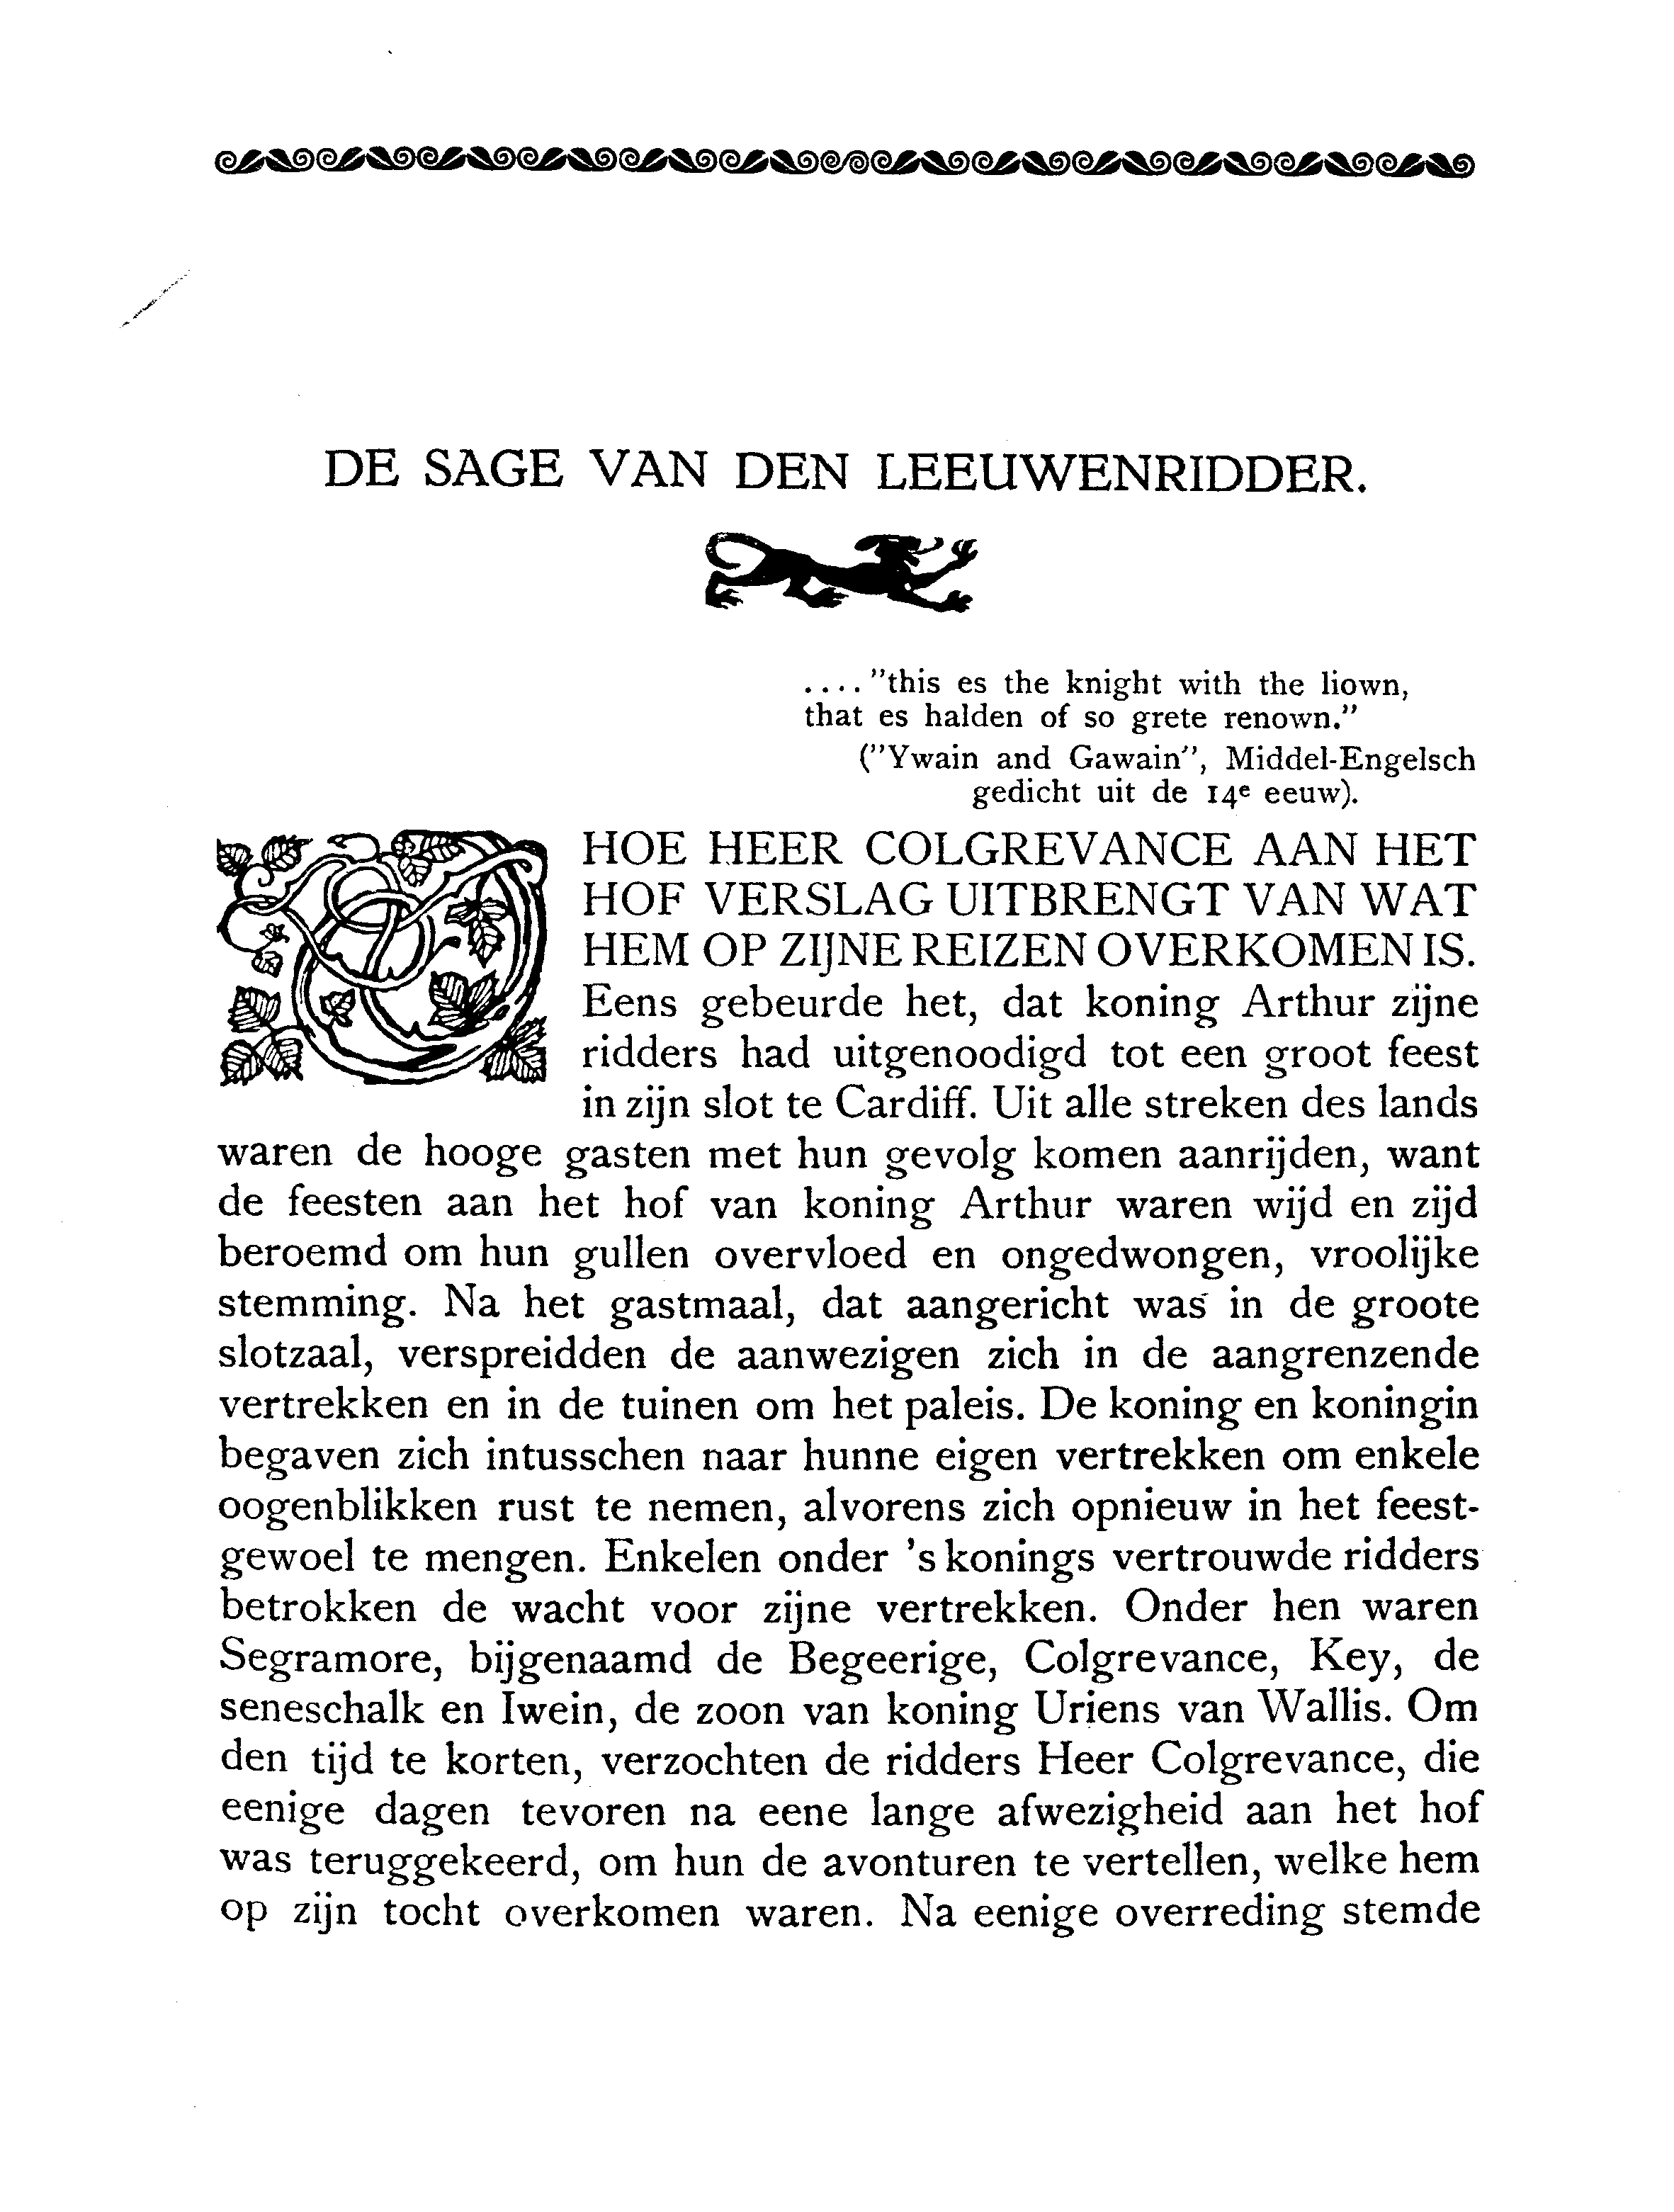 DE SAGE VAN DEN LEEUWENRIDDER.
...."this es the knight with the liown,
that es halden of so grete renown."
("Ywain and Gawain", Middel-Engelsch
gedicht uit de 14e eeuw).
HOE HEER COLGREVANCE AAN HET
HOF VERSLAG UITBRENGT VAN WAT
HEM OP ZIJNE REIZEN OVERKOMEN IS.
Eens gebeurde het, dat koning Arthur zijne
ridders had uitgenoodigd tot een groot feest
in zijn slot te Cardiff. Uit alle streken des lands
waren de hooge gasten met hun gevolg komen aanrijden, want
de feesten aan het hof van koning Arthur waren wijd en zijd
beroemd om hun gullen overvloed en ongedwongen, vroolijke
stemming. Na het gastmaal, dat aangericht was in de groote
slotzaal, verspreidden de aanwezigen zich in de aangrenzende
vertrekken en in de tuinen om het paleis. De koning en koningin
begaven zich intusschen naar hunne eigen vertrekken om enkele
oogenblikken rust te nemen, alvorens zich opnieuw in het feest-
gewoel te mengen. Enkelen onder 's konings vertrouwde ridders
betrokken de wacht voor zijne vertrekken. Onder hen waren
Segramore, bijgenaamd de Begeerige, Colgrevance, Key, de
seneschalk en Iwein, de zoon van koning Uriens van Wallis. Om
den tijd te korten, verzochten de ridders Heer Colgrevance, die
eenige dagen tevoren na eene lange afwezigheid aan het hof
was teruggekeerd, om hun de avonturen te vertellen, welke hem
op zijn tocht overkomen waren. Na eenige overreding stemde